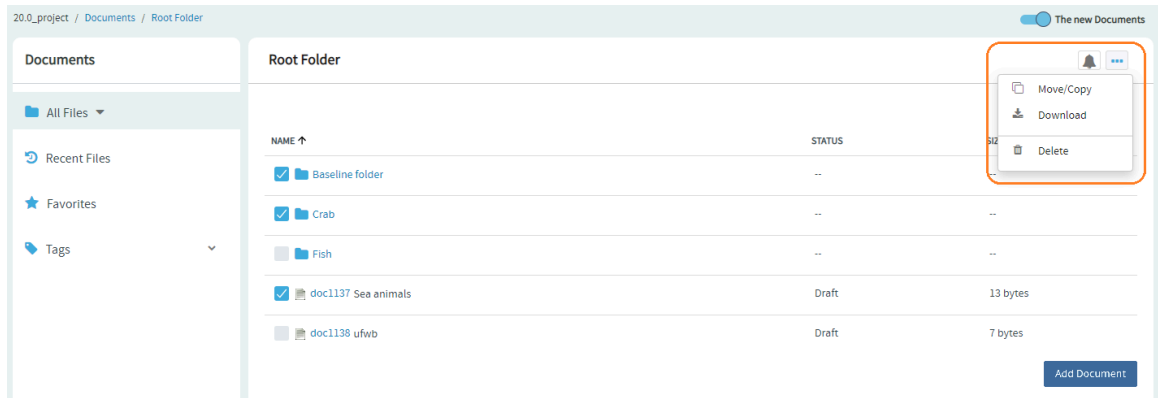 20.0_project / Documents / Root Folder
The new Documents
Documents
All Files
Recent Files
Favorites
Tags
Root Folder
Move/Copy
Download
Delete
NAME STATUS SIZ
Baseline folder -- --
Crab -- --
Fish -- --
doc1137 Sea animals Draft 13 bytes
doc1138 ufwb Draft 7 bytes
Add Document